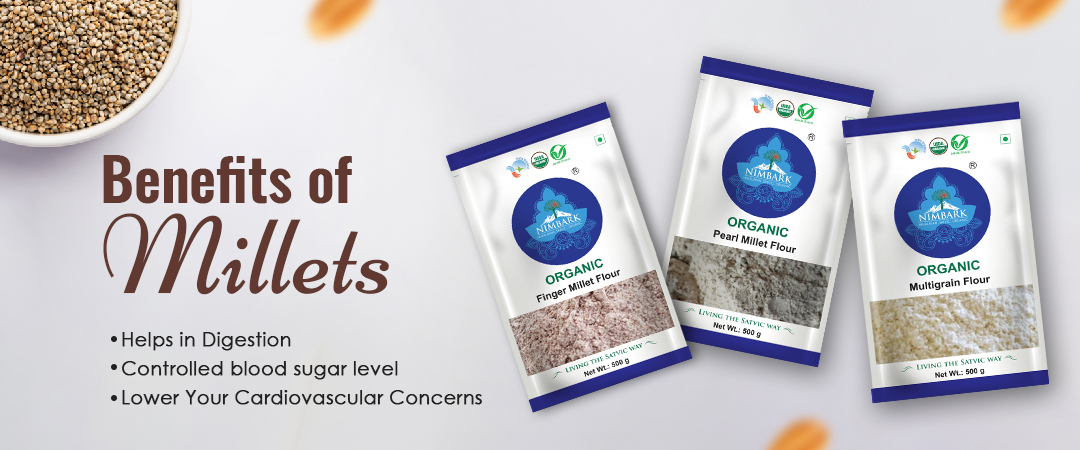 Benefits of
Millets
•Helps in Digestion
•Controlled blood sugar level
•Lower Your Cardiovascular Concerns
®
NIMBARK
ORGANIC
Finger Millet Flour
LIVING THE SATVIC WAY
Net Wt.: 500 g
®
NIMBARK
ORGANIC
Pearl Millet Flour
LIVING THE SATVIC WAY
Net Wt.: 500 g
®
NIMBARK
ORGANIC
Multigrain Flour
LIVING THE SATVIC WAY
Net Wt.: 500 g